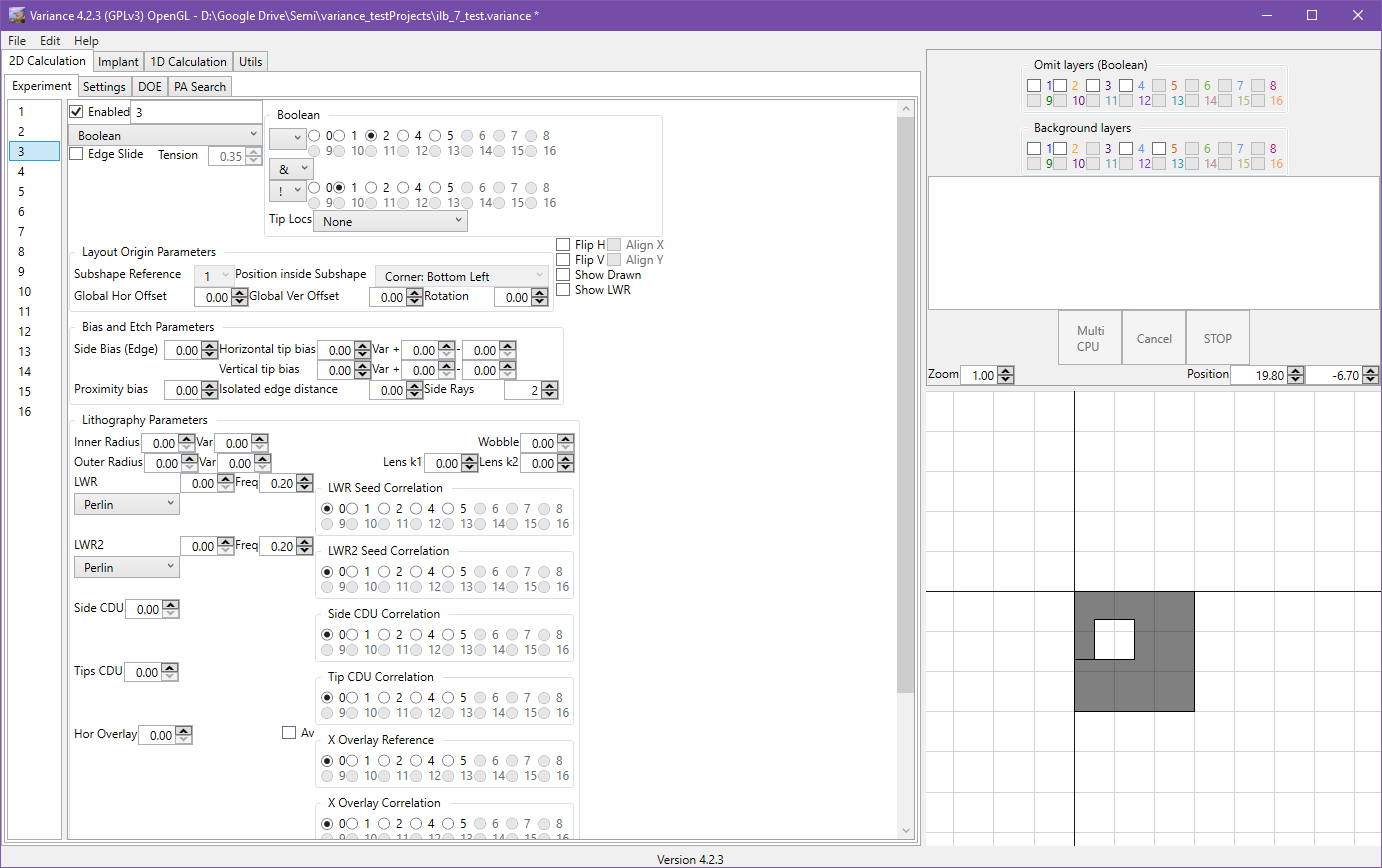 Variance 4.2.3 (GPLv3) OpenGL - D:\Google Drive\Semi\variance_testProjects\ilb_7_test.variance *
File Edit Help
2D Calculation Implant 1D Calculation Utils
Experiment Settings DOE PA Search
1
2
3
4
5
6
7
8
9
10
11
12
13
14
15
16
Enabled 3
Boolean
Edge Slide Tension 0.35
Boolean
0 1 2 4 5 6 7 8
9 10 11 12 13 14 15 16
&
! 0 1 2 4 5 6 7 8
9 10 11 12 13 14 15 16
Tip Locs None
Layout Origin Parameters
Subshape Reference 1 Position inside Subshape Corner: Bottom Left
Global Hor Offset 0.00 Global Ver Offset 0.00 Rotation 0.00
Flip H Align X
Flip V Align Y
Show Drawn
Show LWR
Bias and Etch Parameters
Side Bias (Edge) 0.00 Horizontal tip bias 0.00 Var + 0.00 - 0.00
Vertical tip bias 0.00 Var + 0.00 - 0.00
Proximity bias 0.00 Isolated edge distance 0.00 Side Rays 2
Lithography Parameters
Inner Radius 0.00 Var 0.00 Wobble 0.00
Outer Radius 0.00 Var 0.00 Lens k1 0.00 Lens k2 0.00
LWR 0.00 Freq 0.20
Perlin
LWR Seed Correlation
0 1 2 4 5 6 7 8
9 10 11 12 13 14 15 16
LWR2 0.00 Freq 0.20
Perlin
LWR2 Seed Correlation
0 1 2 4 5 6 7 8
9 10 11 12 13 14 15 16
Side CDU 0.00
Side CDU Correlation
0 1 2 4 5 6 7 8
9 10 11 12 13 14 15 16
Tips CDU 0.00
Tip CDU Correlation
0 1 2 4 5 6 7 8
9 10 11 12 13 14 15 16
Hor Overlay 0.00 Av
X Overlay Reference
0 1 2 4 5 6 7 8
9 10 11 12 13 14 15 16
X Overlay Correlation
0 1 2 4 5 6 7 8
9 10 11 12 13 14 15 16
Omit layers (Boolean)
1 2 3 4 5 6 7 8
9 10 11 12 13 14 15 16
Background layers
1 2 3 4 5 6 7 8
9 10 11 12 13 14 15 16
Multi CPU
Cancel
STOP
Zoom 1.00 Position 19.80 -6.70
Version 4.2.3